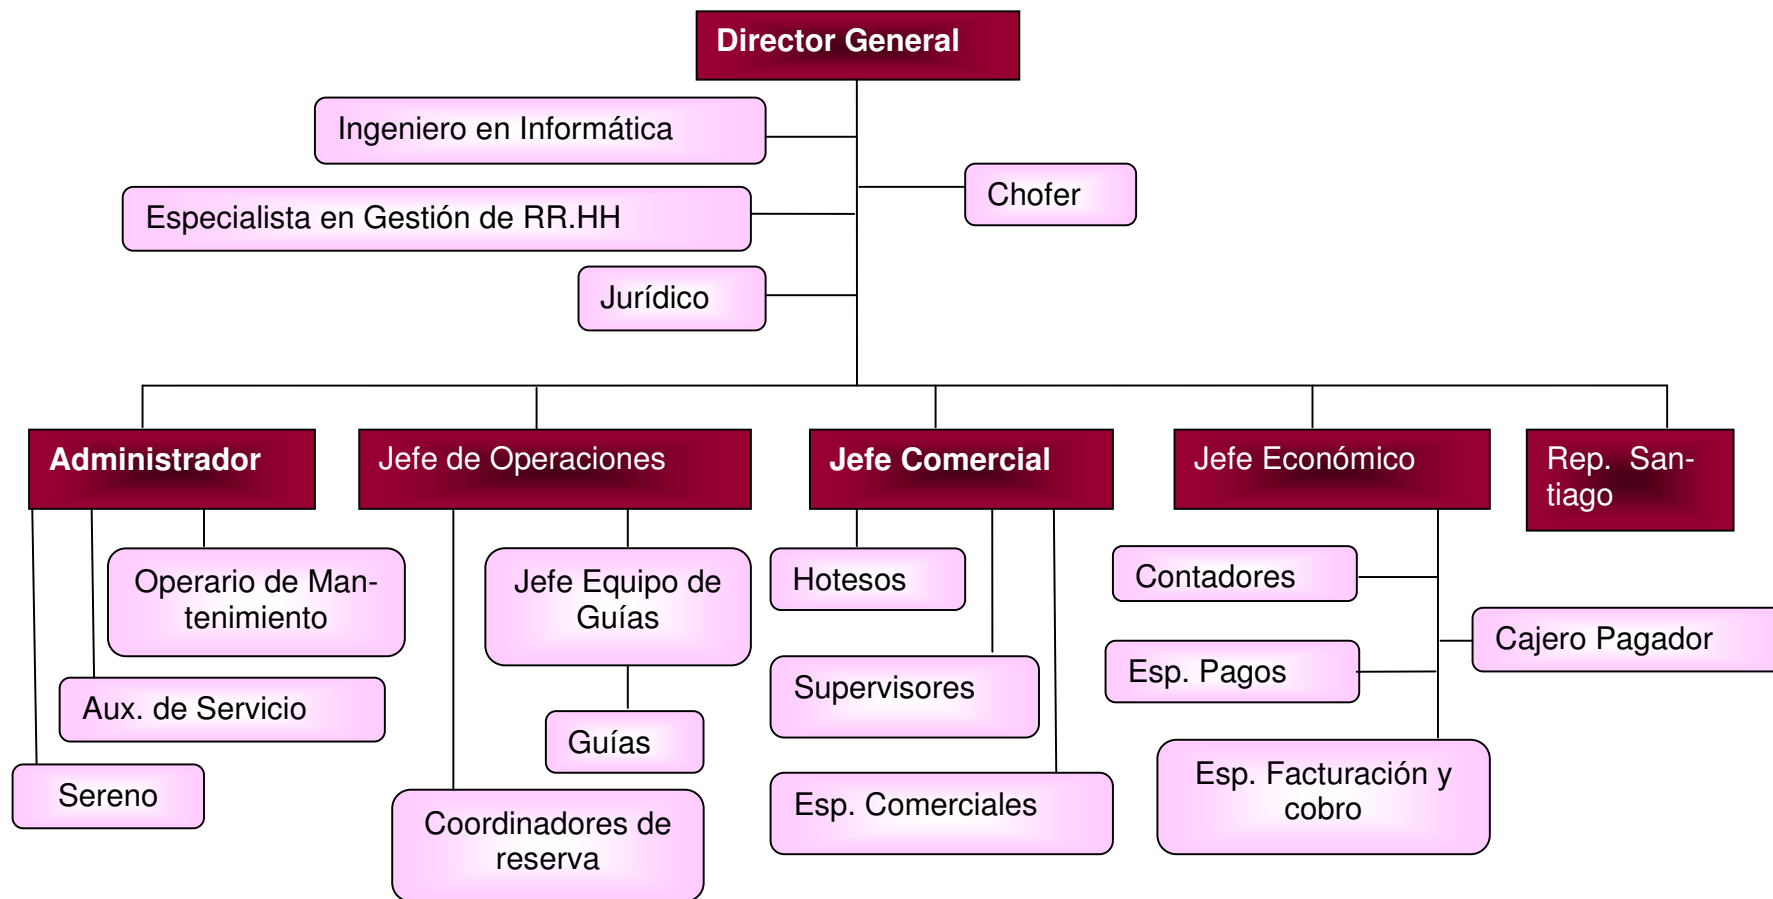 Director General
Ingeniero en Informática
Chofer
Especialista en Gestión de RR.HH
Jurídico
Administrador
Jefe de Operaciones
Jefe Comercial
Jefe Económico
Rep.  San-
tiago
Operario de Man-
tenimiento
Jefe Equipo de
Guías
Hotesos
Contadores
Cajero Pagador
Aux. de Servicio
Supervisores
Esp. Pagos
Guías
Sereno
Coordinadores de
reserva
Esp. Comerciales
Esp. Facturación y
cobro